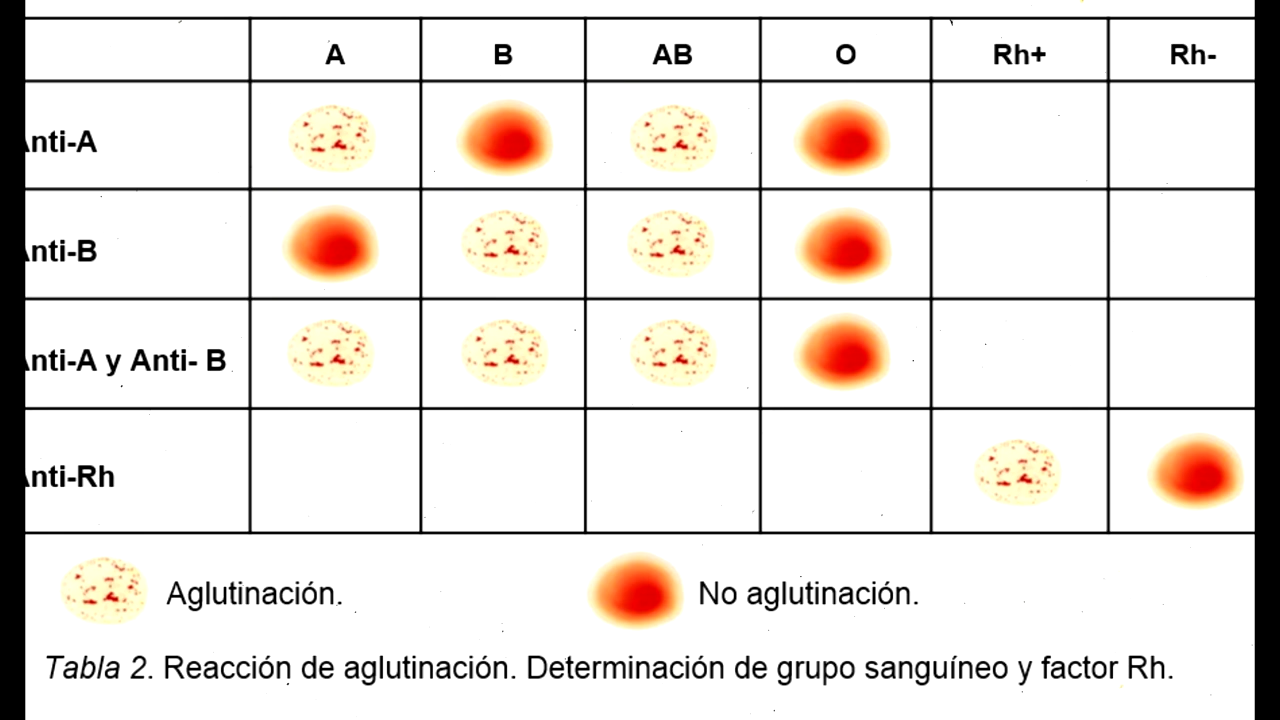 A B AB O Rh+ Rh-
nti-A
nti-B
nti-A y Anti- B
nti-Rh
Aglutinación. No aglutinación.
Tabla 2. Reacción de aglutinación. Determinación de grupo sanguíneo y factor Rh.